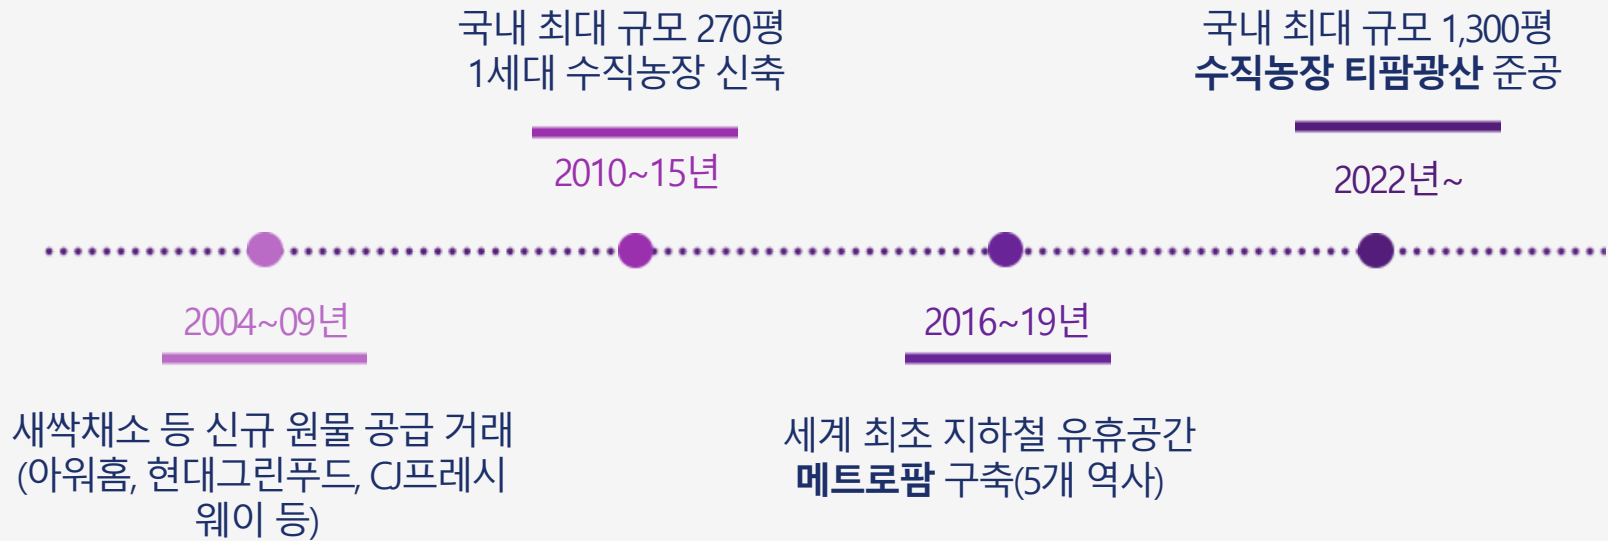 국내 최대 규모 270평
1세대 수직농장 신축
2010~15년
국내 최대 규모 1,300평
수직농장 티팜광산 준공
2022년~
2004~09년
새싹채소 등 신규 원물 공급 거래
(아워홈, 현대그린푸드, CJ프레시
웨이 등)
2016~19년
세계 최초 지하철 유휴공간
메트로팜 구축(5개 역사)